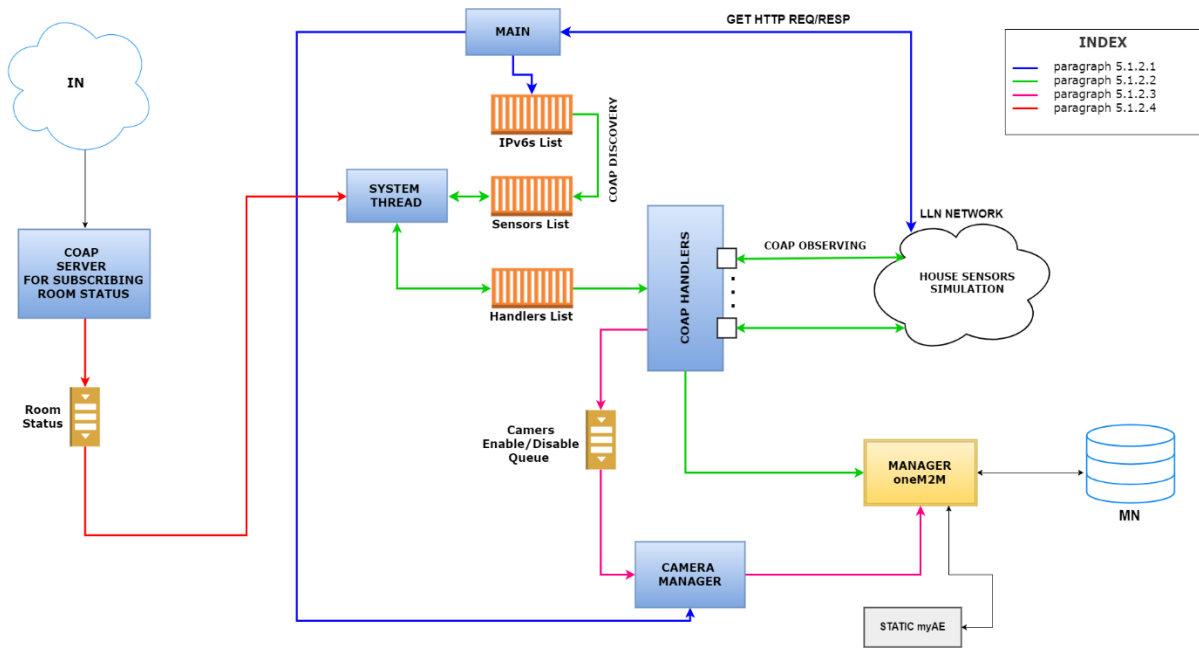 GET HTTP REQ/RESP
MAIN
INDEX
paragraph 5.1.2.1
paragraph 5.1.2.2
paragraph 5.1.2.3
paragraph 5.1.2.4
IN
IPv6s List
COAP DISCOVERY
SYSTEM
THREAD
Sensors List
LLN NETWORK
COAP
SERVER
FOR SUBSCRIBING
ROOM STATUS
COAP HANDLERS
COAP OBSERVING
HOUSE SENSORS
SIMULATION
Handlers List
Room
Status
Camers
Enable/Disable
Queue
MANAGER
oneM2M
MN
CAMERA
MANAGER
STATIC myAE